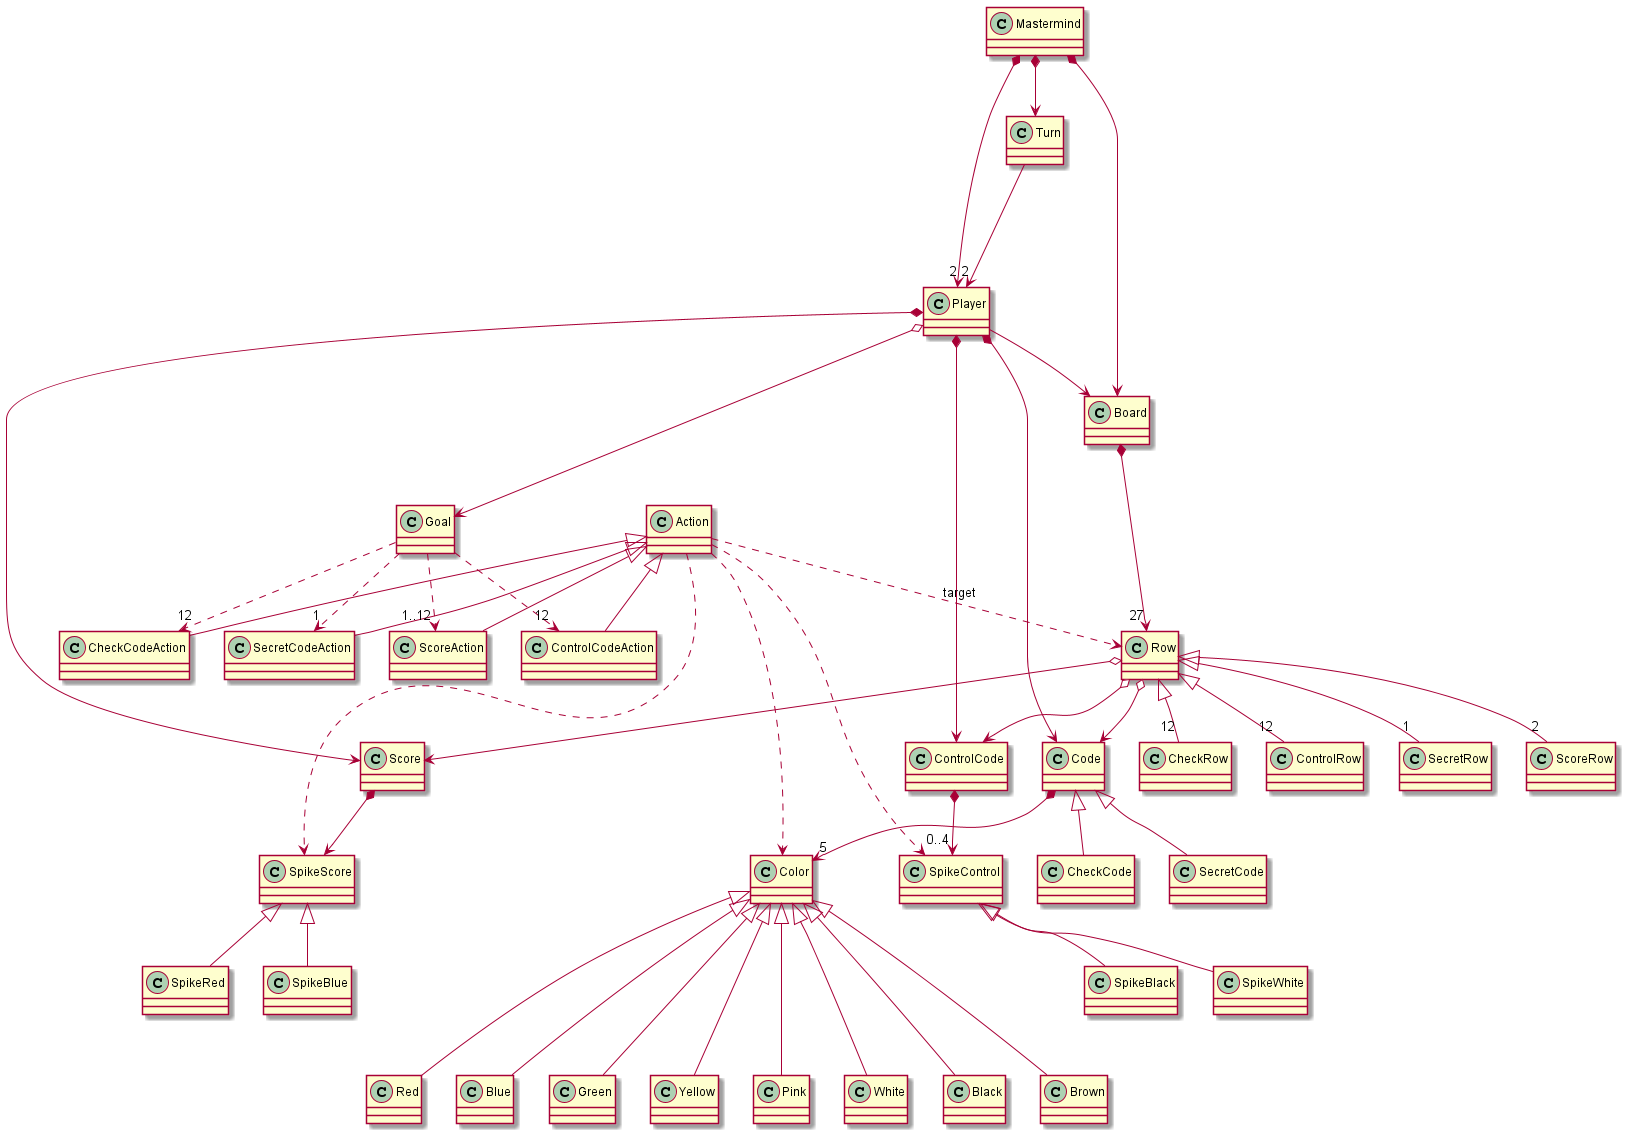 C Mastermind
C Turn
2 2
C Player
C Board
C Goal
C Action
target
12
1
1..12
12
27
C CheckCodeAction
C SecretCodeAction
C ScoreAction
C ControlCodeAction
C Row
12
12
1
2
C Score
C ControlCode
C Code
C CheckRow
C ControlRow
C SecretRow
C ScoreRow
5
0..4
C SpikeScore
C Color
C SpikeControl
C CheckCode
C SecretCode
C SpikeRed
C SpikeBlue
C SpikeBlack
C SpikeWhite
C Red
C Blue
C Green
C Yellow
C Pink
C White
C Black
C Brown